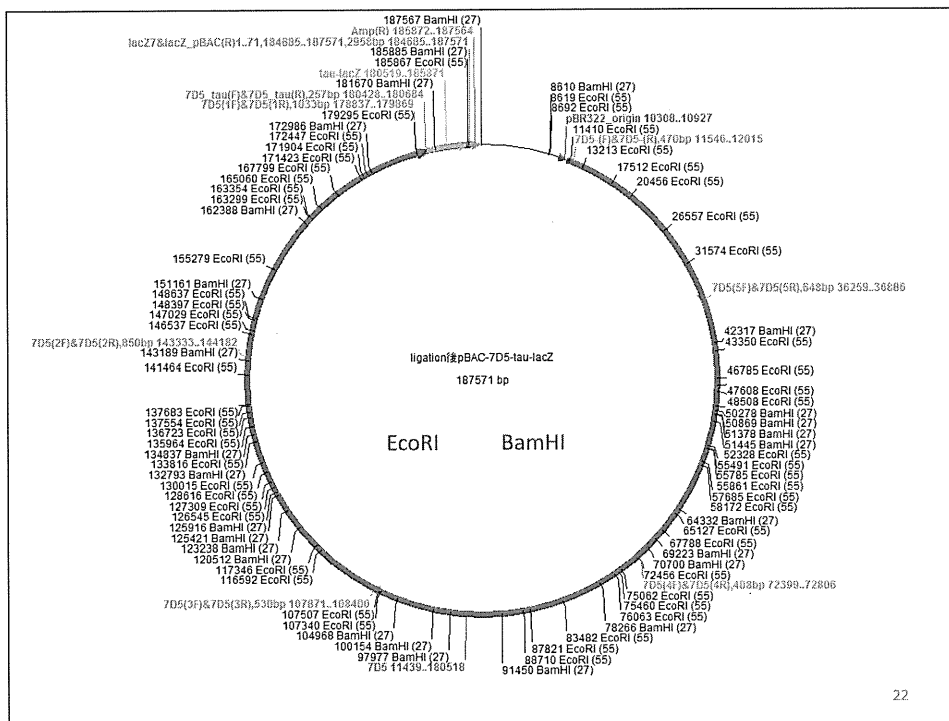 187567 BamHI (27)
Amp(R) 185872..187564
lacZ7&lacZ_pBAC(R)1..71,184685..187571,2958bp 184685..187571
185885 BamHI (27)
185867 EcoRI (55)
tau-lacZ 180519..185871
181670 BamHI (27)
7D5_tau(F)&7D5_tau(R),257bp 180428..180684
7D5(1F)&7D5(1R),1033bp 178837..179869
179295 EcoRI (55)
172986 BamHI (27)
172447 EcoRI (55)
171904 EcoRI (55)
171423 EcoRI (55)
167799 EcoRI (55)
165060 EcoRI (55)
163354 EcoRI (55)
163299 EcoRI (55)
162388 BamHI (27)
155279 EcoRI (55)
151161 BamHI (27)
148637 EcoRI (55)
148397 EcoRI (55)
147029 EcoRI (55)
146537 EcoRI (55)
7D5(2F)&7D5(2R),850bp 143333..144182
143189 BamHI (27)
141464 EcoRI (55)
137683 EcoRI (55)
137554 EcoRI (55)
136723 EcoRI (55)
135964 EcoRI (55)
134837 BamHI (27)
133816 EcoRI (55)
132793 BamHI (27)
130015 EcoRI (55)
128616 EcoRI (55)
127309 EcoRI (55)
126545 EcoRI (55)
125916 BamHI (27)
125421 BamHI (27)
123238 BamHI (27)
120512 BamHI (27)
117346 EcoRI (55)
116592 EcoRI (55)
7D5(3F)&7D5(3R),530bp 107871..108400
107507 EcoRI (55)
107340 EcoRI (55)
104968 BamHI (27)
100154 BamHI (27)
97977 BamHI (27)
7D5 11439..180518
8610 BamHI (27)
8619 EcoRI (55)
8692 EcoRI (55)
pBR322_origin 10308..10927
11410 EcoRI (55)
7D5-(F)&7D5-(R),470bp 11546..12015
13213 EcoRI (55)
17512 EcoRI (55)
20456 EcoRI (55)
26557 EcoRI (55)
31574 EcoRI (55)
7D5(5F)&7D5(5R),648bp 36259..36886
42317 BamHI (27)
43350 EcoRI (55)
46785 EcoRI (55)
47608 EcoRI (55)
48508 EcoRI (55)
50278 BamHI (27)
50869 BamHI (27)
51378 BamHI (27)
51445 BamHI (27)
52328 EcoRI (55)
55491 EcoRI (55)
55785 EcoRI (55)
55861 EcoRI (55)
57685 EcoRI (55)
58172 EcoRI (55)
64332 BamHI (27)
65127 EcoRI (55)
67788 EcoRI (55)
69223 BamHI (27)
70700 BamHI (27)
72456 EcoRI (55)
7D5(4F)&7D5(4R),408bp 72399..72806
75062 EcoRI (55)
75460 EcoRI (55)
76063 EcoRI (55)
78266 BamHI (27)
83482 EcoRI (55)
87821 EcoRI (55)
88710 EcoRI (55)
91450 BamHI (27)
ligation後pBAC-7D5-tau-lacZ
187571 bp
EcoRI BamHI
22